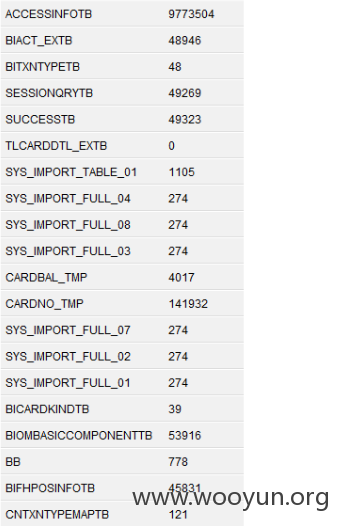 ACCESSINFOTB 9773504
BIACT_EXTB 48946
BITXNTYPETB 48
SESSIONQRYTB 49269
SUCCESSTB 49323
TLCARDDTL_EXTB 0
SYS_IMPORT_TABLE_01 1105
SYS_IMPORT_FULL_04 274
SYS_IMPORT_FULL_08 274
SYS_IMPORT_FULL_03 274
CARDBAL_TMP 4017
CARDNO_TMP 141932
SYS_IMPORT_FULL_07 274
SYS_IMPORT_FULL_02 274
SYS_IMPORT_FULL_01 274
BICARDKINDTB 39
BIOMBASICCOMPONENTTB 53916
BB 778
BIFHPOSINFOTB 45831
www.wooyun.org
CNTXNTYPEMAPTB 121